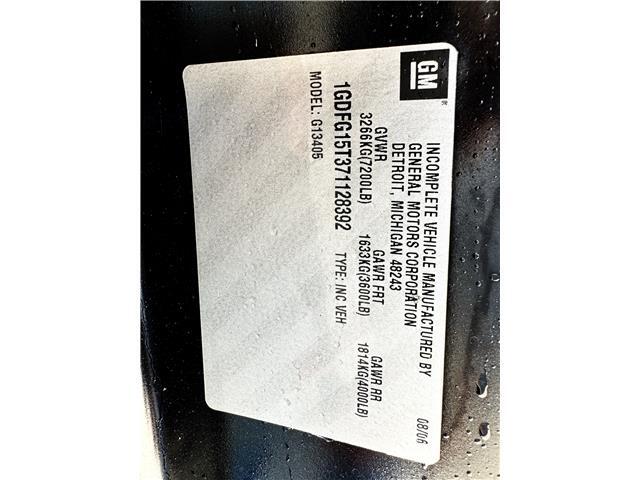 GM
INCOMPLETE VEHICLE MANUFACTURED BY
GENERAL MOTORS CORPORATION
DETROIT, MICHIGAN 48243
08/06
GVWR GAWR FRT GAWR RR
3266KG(7200LB) 1633KG(3600LB) 1814KG(4000LB)
1GDFG15T371128392 TYPE: INC VEH
MODEL: G13405